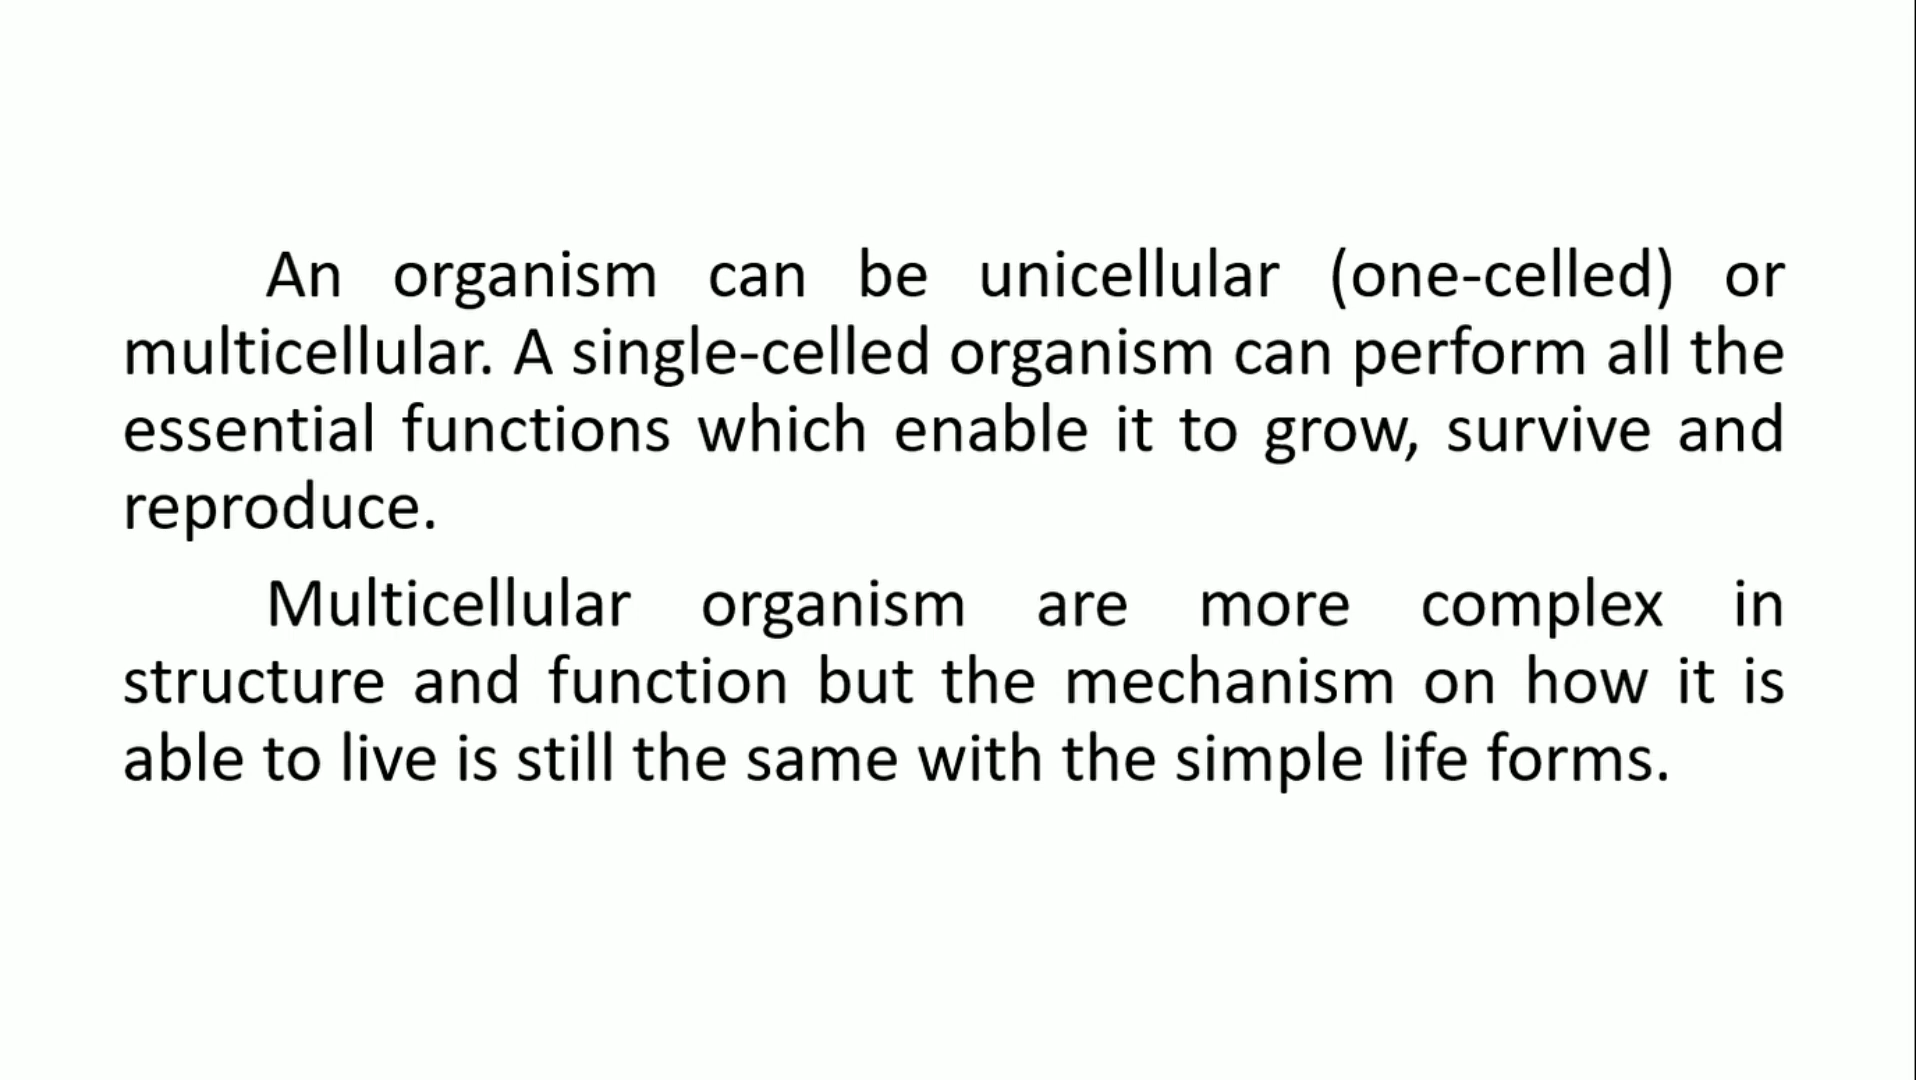 An organism can be unicellular (one-celled) or
multicellular. A single-celled organism can perform all the
essential functions which enable it to grow, survive and
reproduce.
Multicellular organism are more complex in
structure and function but the mechanism on how it is
able to live is still the same with the simple life forms.